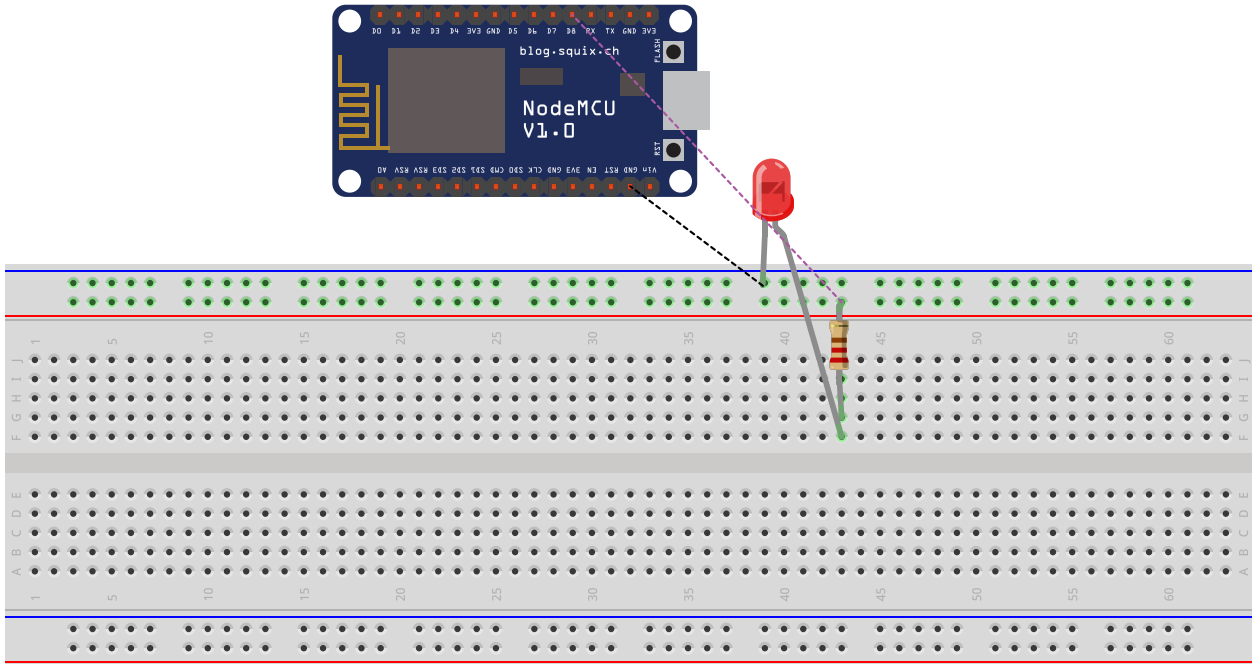 D0 D1 D2 D3 D4 3V3 GND D5 D6 D7 D8 RX TX GND 3V3
blog.squix.ch
FLASH
NodeMCU
V1.0
RST
A0 RSV RSV SD3 SD2 SD1 CMD SD0 CLK GND 3V3 EN RST GND Vin
1 5 10 15 20 25 30 35 40 45 50 55 60
J J
I I
H H
G G
F F
E E
D D
C C
B B
A A
1 5 10 15 20 25 30 35 40 45 50 55 60